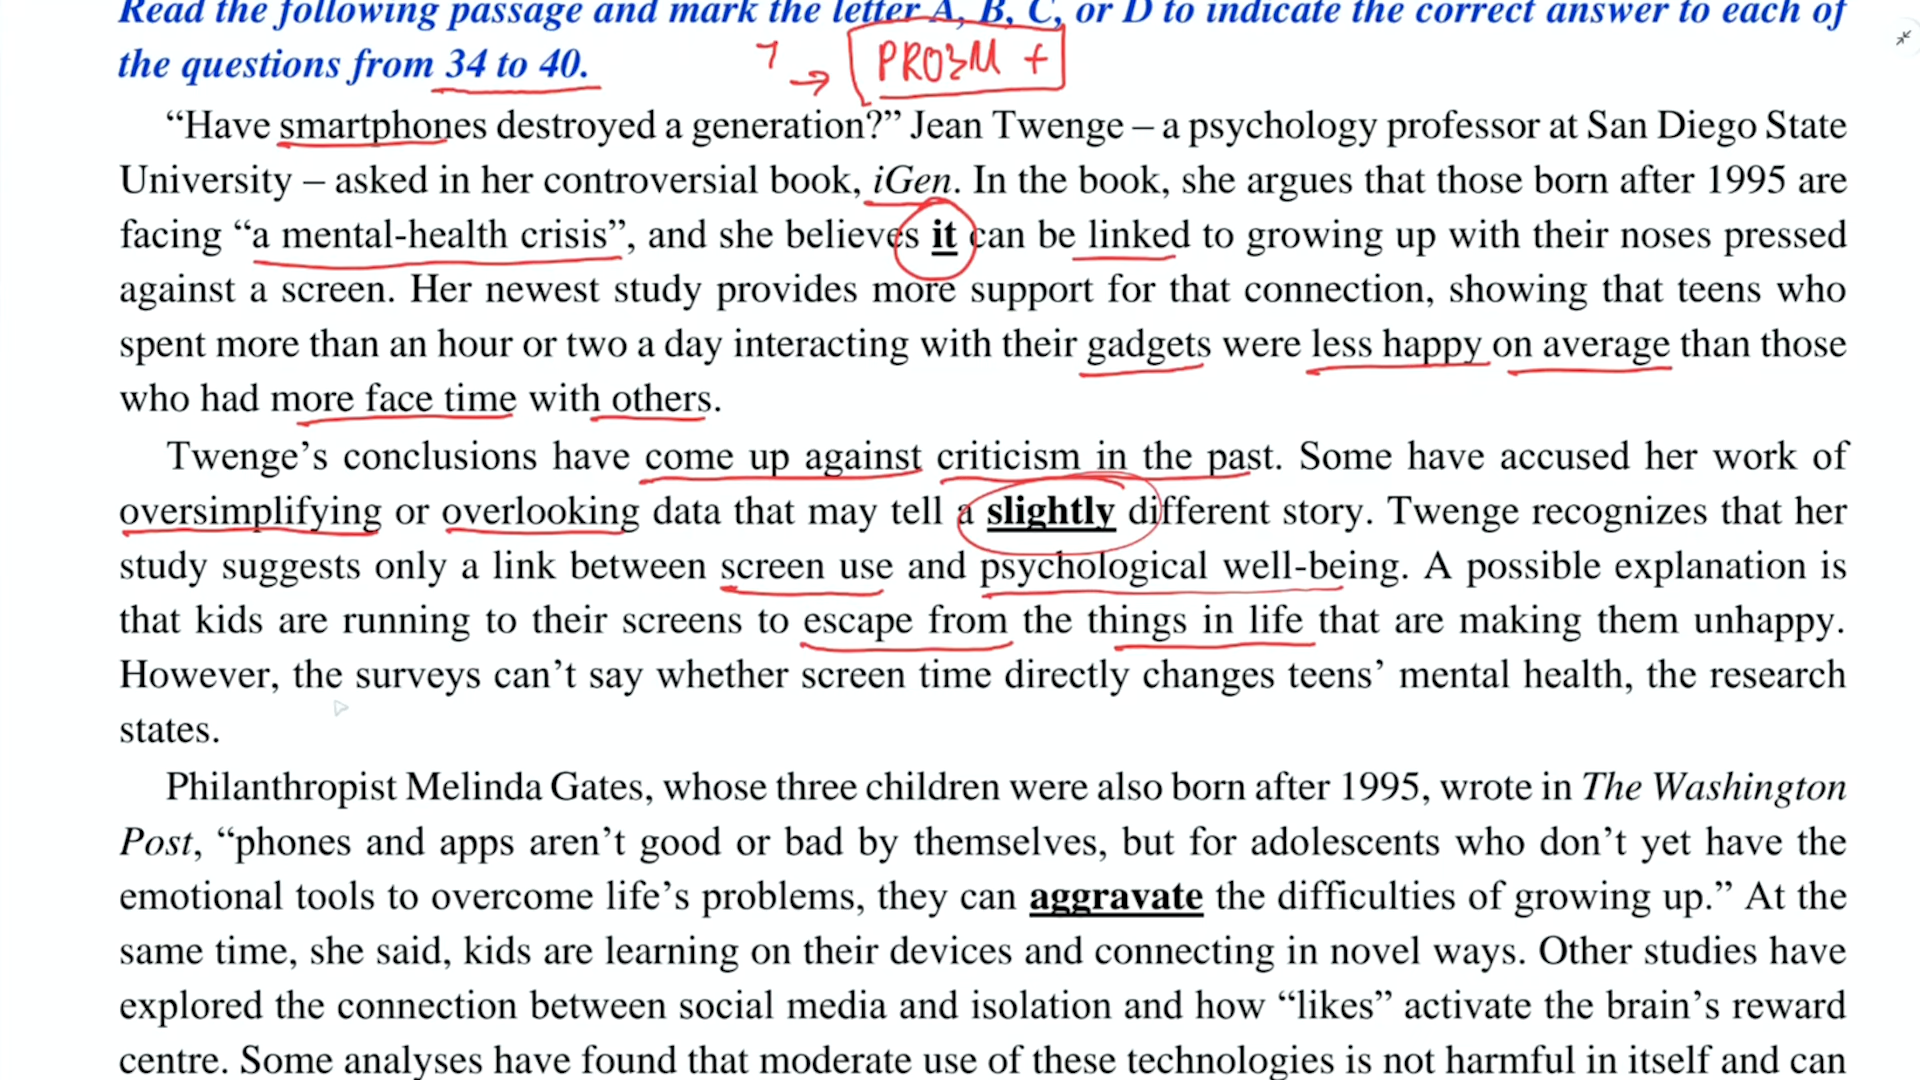 Read the following passage and mark the letter A, B, C, or D to indicate the correct answer to each of
the questions from 34 to 40.
7 → PRO3M +
“Have smartphones destroyed a generation?” Jean Twenge – a psychology professor at San Diego State
University – asked in her controversial book, iGen. In the book, she argues that those born after 1995 are
facing “a mental-health crisis”, and she believes it can be linked to growing up with their noses pressed
against a screen. Her newest study provides more support for that connection, showing that teens who
spent more than an hour or two a day interacting with their gadgets were less happy on average than those
who had more face time with others.
Twenge’s conclusions have come up against criticism in the past. Some have accused her work of
oversimplifying or overlooking data that may tell a slightly different story. Twenge recognizes that her
study suggests only a link between screen use and psychological well-being. A possible explanation is
that kids are running to their screens to escape from the things in life that are making them unhappy.
However, the surveys can’t say whether screen time directly changes teens’ mental health, the research
states.
Philanthropist Melinda Gates, whose three children were also born after 1995, wrote in The Washington
Post, “phones and apps aren’t good or bad by themselves, but for adolescents who don’t yet have the
emotional tools to overcome life’s problems, they can aggravate the difficulties of growing up.” At the
same time, she said, kids are learning on their devices and connecting in novel ways. Other studies have
explored the connection between social media and isolation and how “likes” activate the brain’s reward
centre. Some analyses have found that moderate use of these technologies is not harmful in itself and can